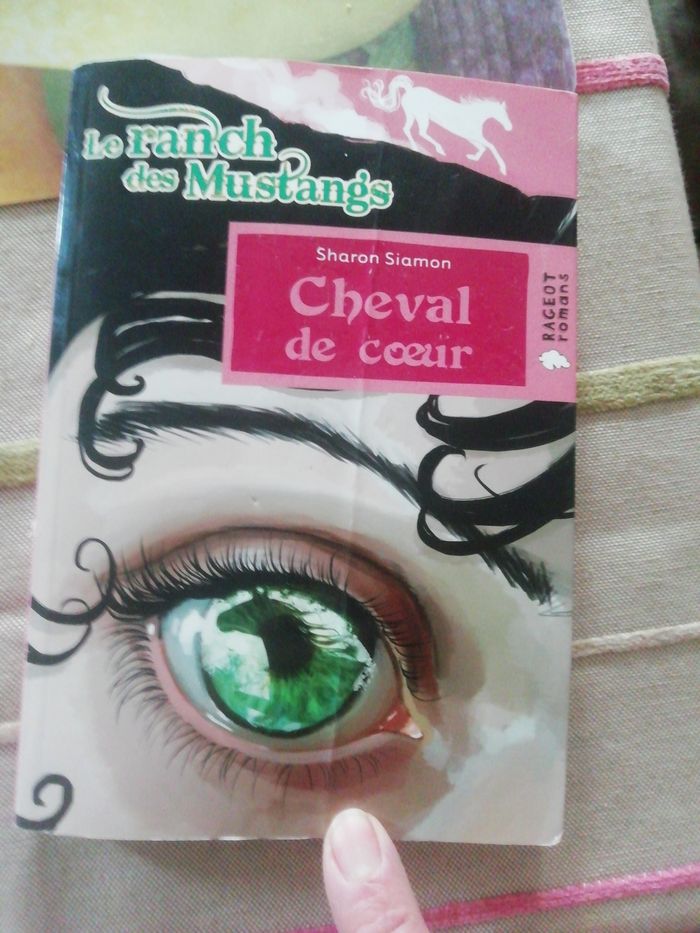 Le ranch
des Mustangs
Sharon Siamon
Cheval
de cœur
RAGEOT
romans